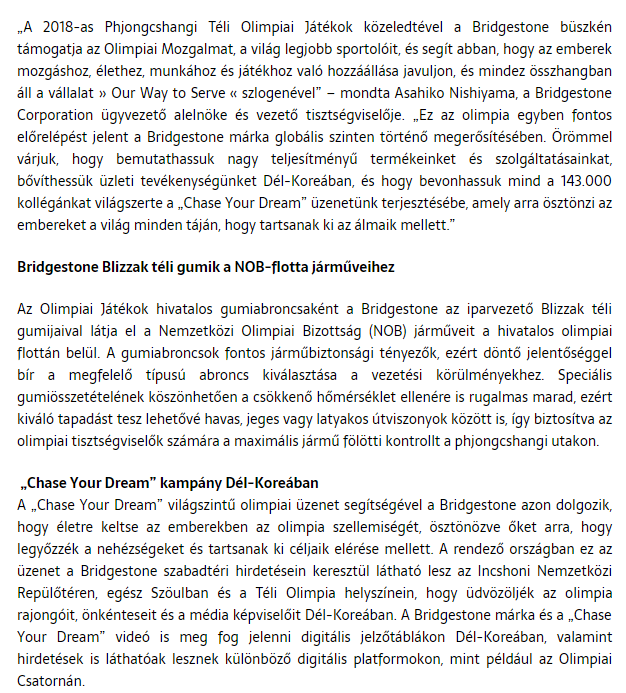 „A 2018-as Phjongcshangi Téli Olimpiai Játékok közeledtével a Bridgestone büszkén
támogatja az Olimpiai Mozgalmat, a világ legjobb sportolóit, és segít abban, hogy az emberek
mozgáshoz, élethez, munkához és játékhoz való hozzáállása javuljon, és mindez összhangban
áll a vállalat » Our Way to Serve « szlogenével” – mondta Asahiko Nishiyama, a Bridgestone
Corporation ügyvezető alelnöke és vezető tisztségviselője. „Ez az olimpia egyben fontos
előrelépést jelent a Bridgestone márka globális szinten történő megerősítésében. Örömmel
várjuk, hogy bemutathassuk nagy teljesítményű termékeinket és szolgáltatásainkat,
bővíthessük üzleti tevékenységünket Dél-Koreában, és hogy bevonhassuk mind a 143.000
kollégánkat világszerte a „Chase Your Dream” üzenetünk terjesztésébe, amely arra ösztönzi az
embereket a világ minden táján, hogy tartsanak ki az álmaik mellett.”
Bridgestone Blizzak téli gumik a NOB-flotta járműveihez
Az Olimpiai Játékok hivatalos gumiabroncsaként a Bridgestone az iparvezető Blizzak téli
gumijaival látja el a Nemzetközi Olimpiai Bizottság (NOB) járműveit a hivatalos olimpiai
flottán belül. A gumiabroncsok fontos járműbiztonsági tényezők, ezért döntő jelentőséggel
bír a megfelelő típusú abroncs kiválasztása a vezetési körülményekhez. Speciális
gumiösszetételének köszönhetően a csökkenő hőmérséklet ellenére is rugalmas marad, ezért
kiváló tapadást tesz lehetővé havas, jeges vagy latyakos útviszonyok között is, így biztosítva az
olimpiai tisztségviselők számára a maximális jármű fölötti kontrollt a phjongcshangi utakon.
„Chase Your Dream” kampány Dél-Koreában
A „Chase Your Dream” világszintű olimpiai üzenet segítségével a Bridgestone azon dolgozik,
hogy életre keltse az emberekben az olimpia szellemiségét, ösztönözve őket arra, hogy
legyőzzék a nehézségeket és tartsanak ki céljaik elérése mellett. A rendező országban ez az
üzenet a Bridgestone szabadtéri hirdetésein keresztül látható lesz az Incshoni Nemzetközi
Repülőtéren, egész Szöulban és a Téli Olimpia helyszínein, hogy üdvözöljék az olimpia
rajongóit, önkénteseit és a média képviselőit Dél-Koreában. A Bridgestone márka és a „Chase
Your Dream” videó is meg fog jelenni digitális jelzőtáblákon Dél-Koreában, valamint
hirdetések is láthatóak lesznek különböző digitális platformokon, mint például az Olimpiai
Csatornán.